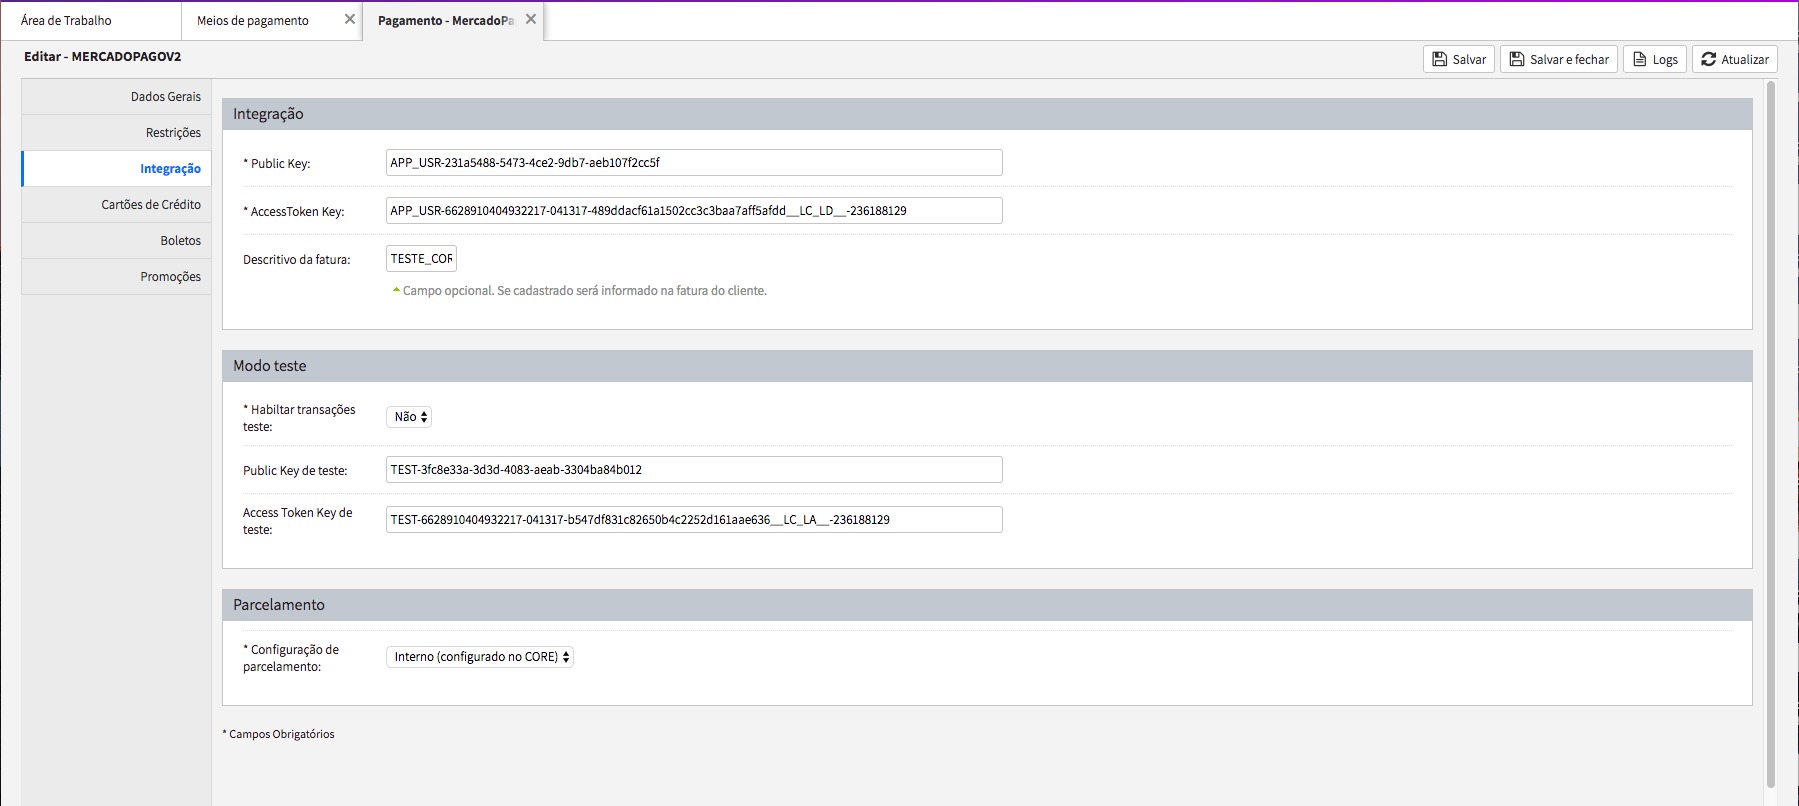 Área de Trabalho
Meios de pagamento
Pagamento - MercadoPa
Editar - MERCADOPAGOV2
Salvar
Salvar e fechar
Logs
Atualizar
Dados Gerais
Restrições
Integração
Cartões de Crédito
Boletos
Promoções
Integração
* Public Key:
APP_USR-231a5488-5473-4ce2-9db7-aeb107f2cc5f
* AccessToken Key:
APP_USR-6628910404932217-041317-489ddacf61a1502cc3c3baa7aff5afdd__LC_LD__-236188129
Descritivo da fatura:
TESTE_COR
Campo opcional. Se cadastrado será informado na fatura do cliente.
Modo teste
* Habiltar transações
teste:
Não
Public Key de teste:
TEST-3fc8e33a-3d3d-4083-aeab-3304ba84b012
Access Token Key de
teste:
TEST-6628910404932217-041317-b547df831c82650b4c2252d161aae636__LC_LA__-236188129
Parcelamento
* Configuração de
parcelamento:
Interno (configurado no CORE)
* Campos Obrigatórios